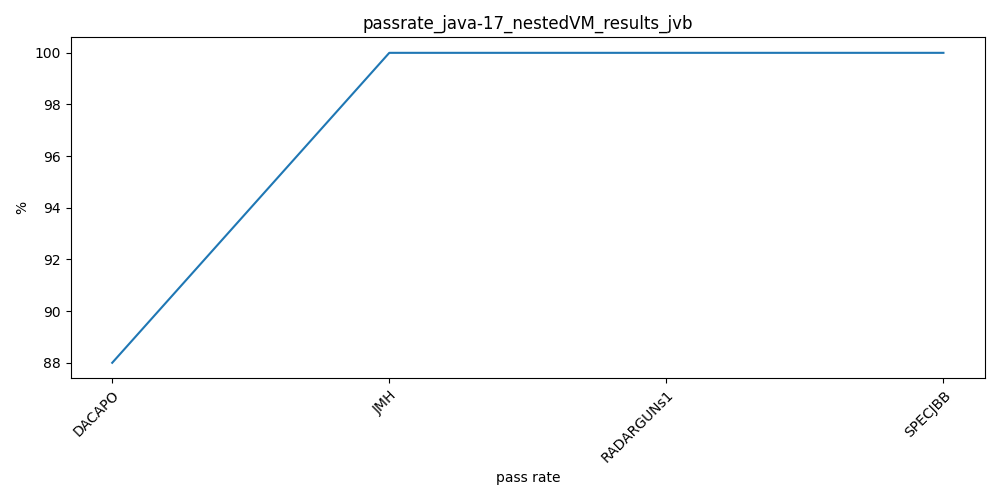 passrate_java-17_nestedVM_results_jvb
100
98
96
94
92
90
88
%
DACAPO
JMH
RADARGUNs1
SPECJBB
pass rate